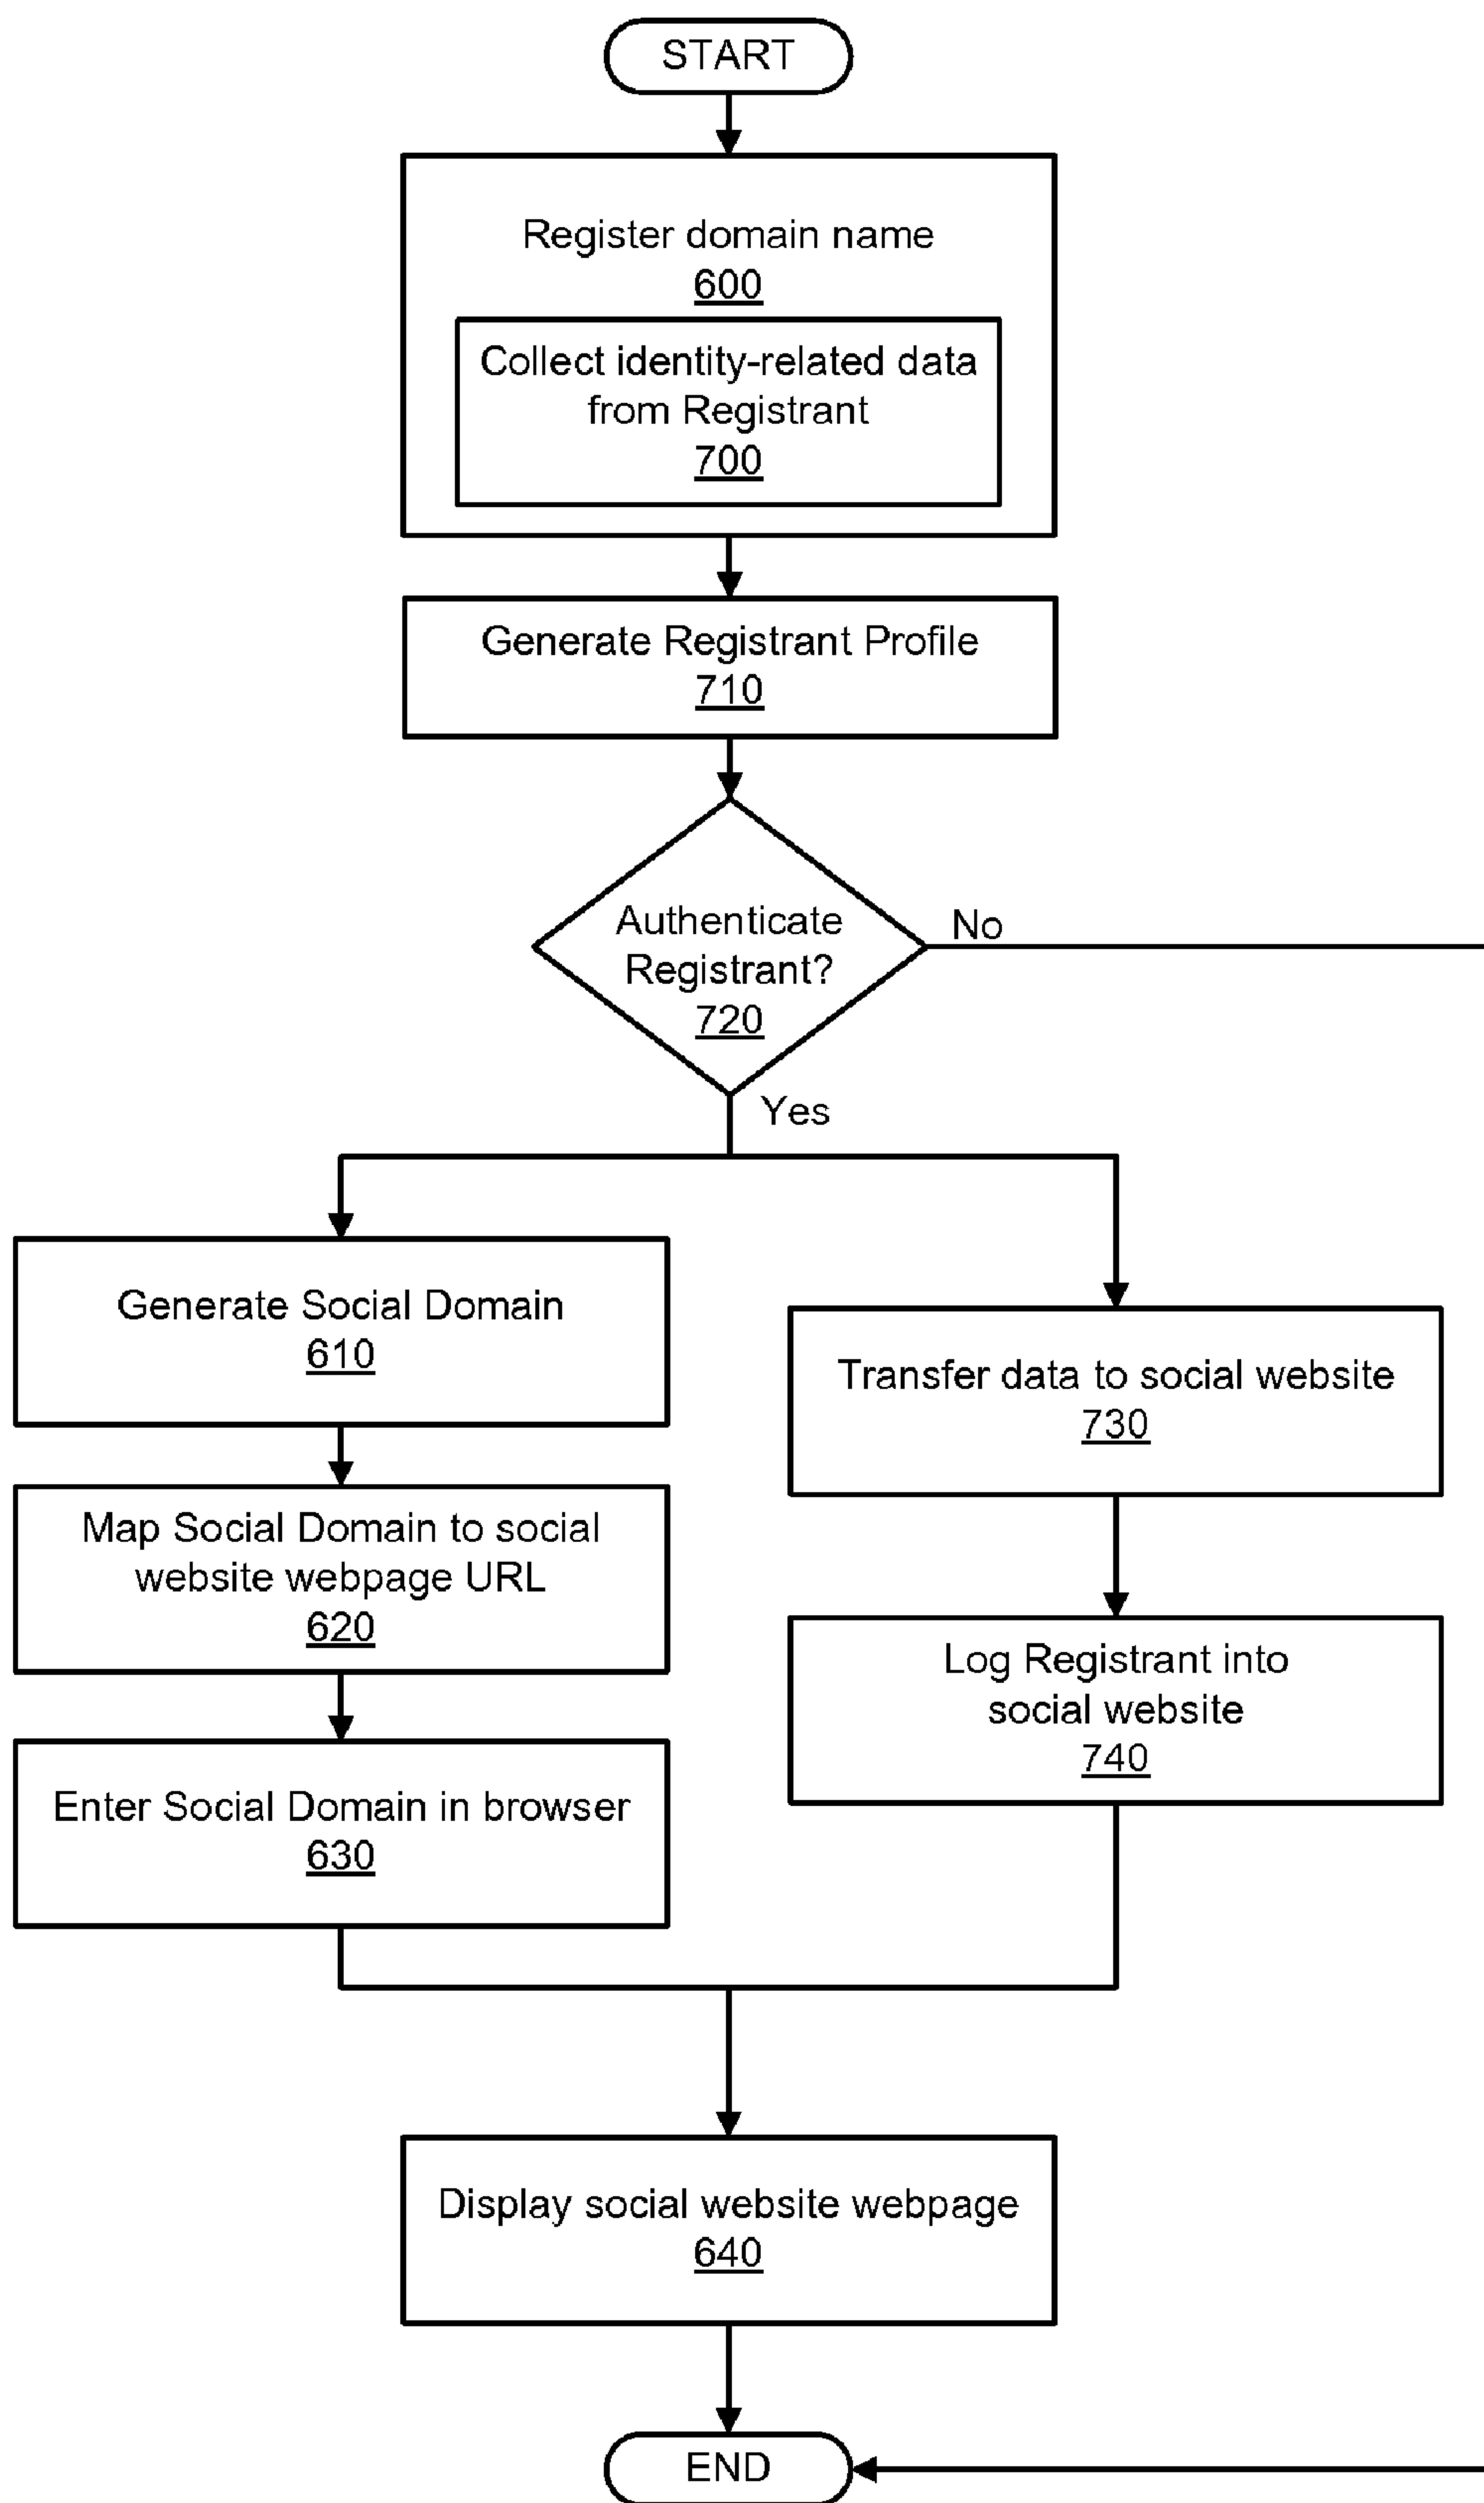 START
Register domain name
600
Collect identity-related data
from Registrant
700
Generate Registrant Profile
710
Authenticate
Registrant?
720
No
Yes
Generate Social Domain
610
Map Social Domain to social
website webpage URL
620
Enter Social Domain in browser
630
Transfer data to social website
730
Log Registrant into
social website
740
Display social website webpage
640
END